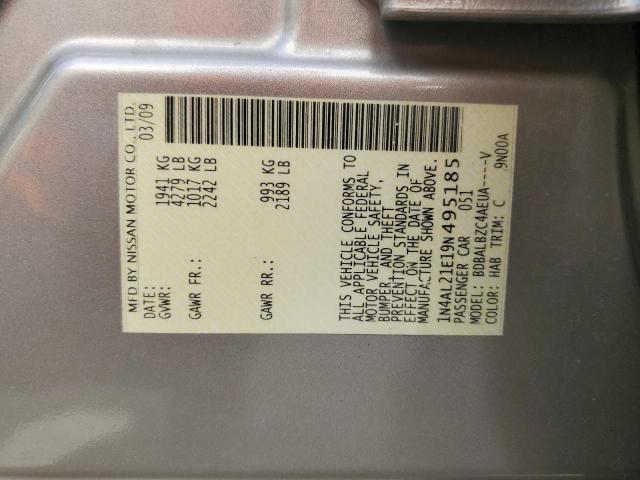 MFD BY NISSAN MOTOR CO., LTD.
DATE: 03/09
GVWR: 1941 KG
4279 LB
GAWR FR.: 1017 KG
2242 LB
GAWR RR.: 993 KG
2189 LB
THIS VEHICLE CONFORMS TO
ALL APPLICABLE FEDERAL
MOTOR VEHICLE SAFETY,
BUMPER, AND THEFT
PREVENTION STANDARDS IN
EFFECT ON THE DATE OF
MANUFACTURE SHOWN ABOVE.
1N4AL21E19N495185
PASSENGER CAR 051
MODEL: BDBALBZC4AEUA----V
COLOR: HAB TRIM: C 9N00A